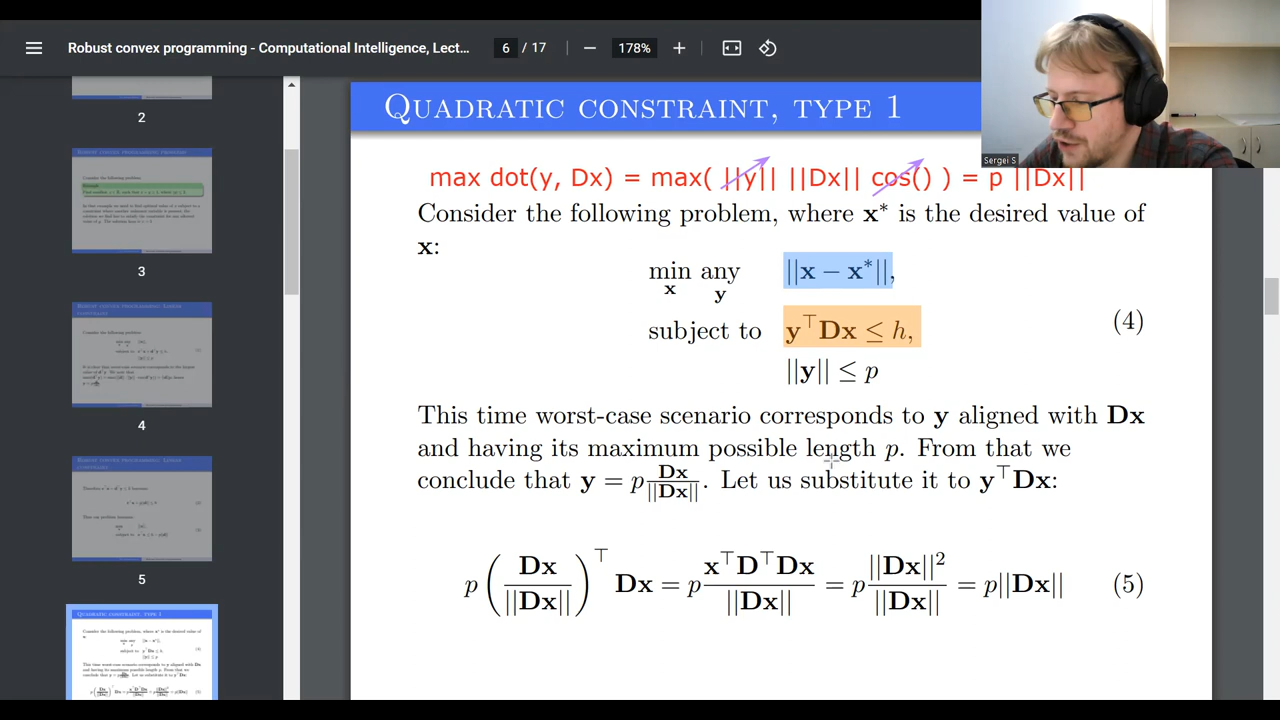 Robust convex programming - Computational Intelligence, Lect...
6 / 17
178%
2
3
4
5
QUADRATIC CONSTRAINT, TYPE 1
Sergei S
max dot(y, Dx) = max( ||y|| ||Dx|| cos() ) = p ||Dx||
Consider the following problem, where x* is the desired value of
x:
min any ||x − x*||,
x y
subject to y⊤Dx ≤ h,
(4)
||y|| ≤ p
This time worst-case scenario corresponds to y aligned with Dx
and having its maximum possible length p. From that we
conclude that y = p Dx/||Dx||. Let us substitute it to y⊤Dx:
p (Dx/||Dx||)⊤ Dx = p x⊤D⊤Dx/||Dx|| = p ||Dx||²/||Dx|| = p||Dx|| (5)